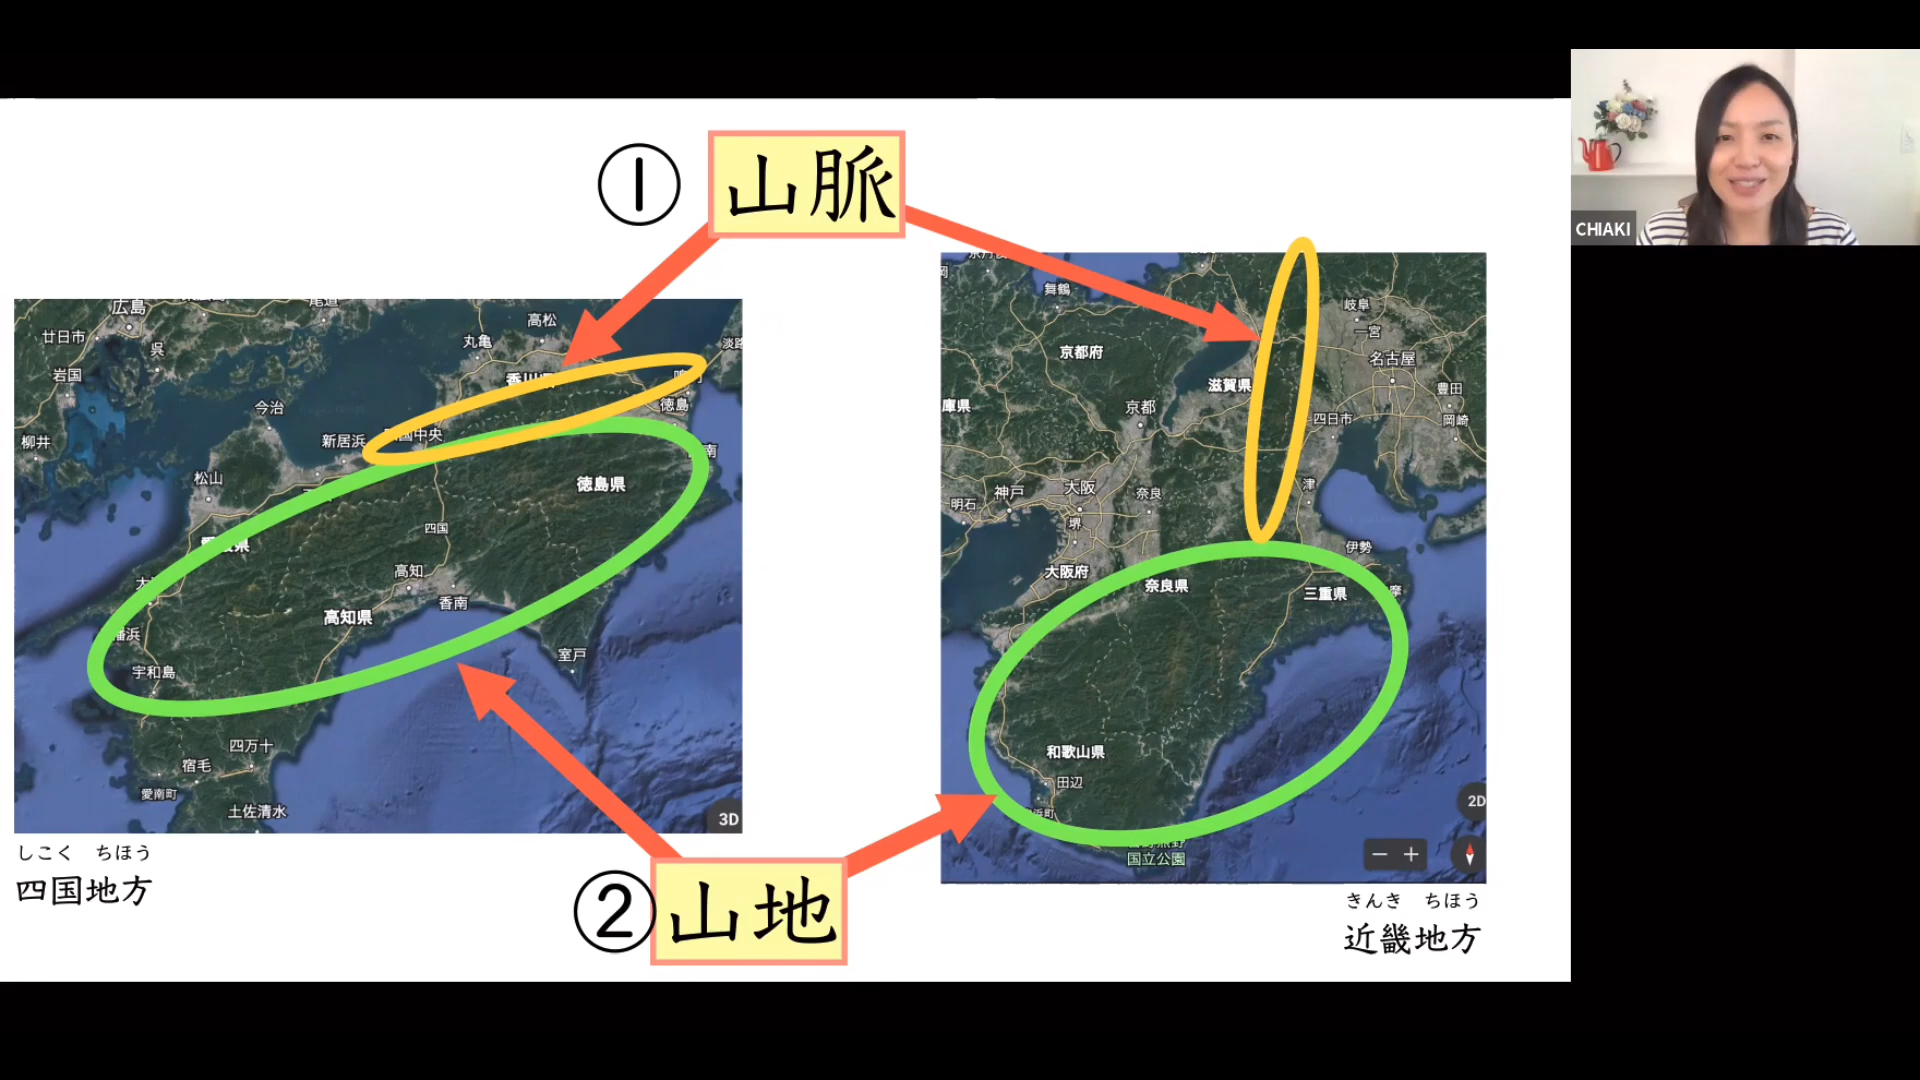 ① 山脈
広島
尾道
廿日市
呉
岩国
柳井
今治
高松
丸亀
新居浜
徳島
松山
徳島県
四国
高知
香南
高知県
宇和島
室戸
四万十
宿毛
愛南町
土佐清水
3D
しこく ちほう
四国地方
② 山地
舞鶴
岐阜
一宮
京都府
名古屋
滋賀県
豊田
庫県
京都
四日市
岡崎
神戸
大阪
奈良
津
明石
堺
伊勢
大阪府
奈良県
三重県
和歌山県
田辺
国立公園
2D
− +
きんき ちほう
近畿地方
CHIAKI